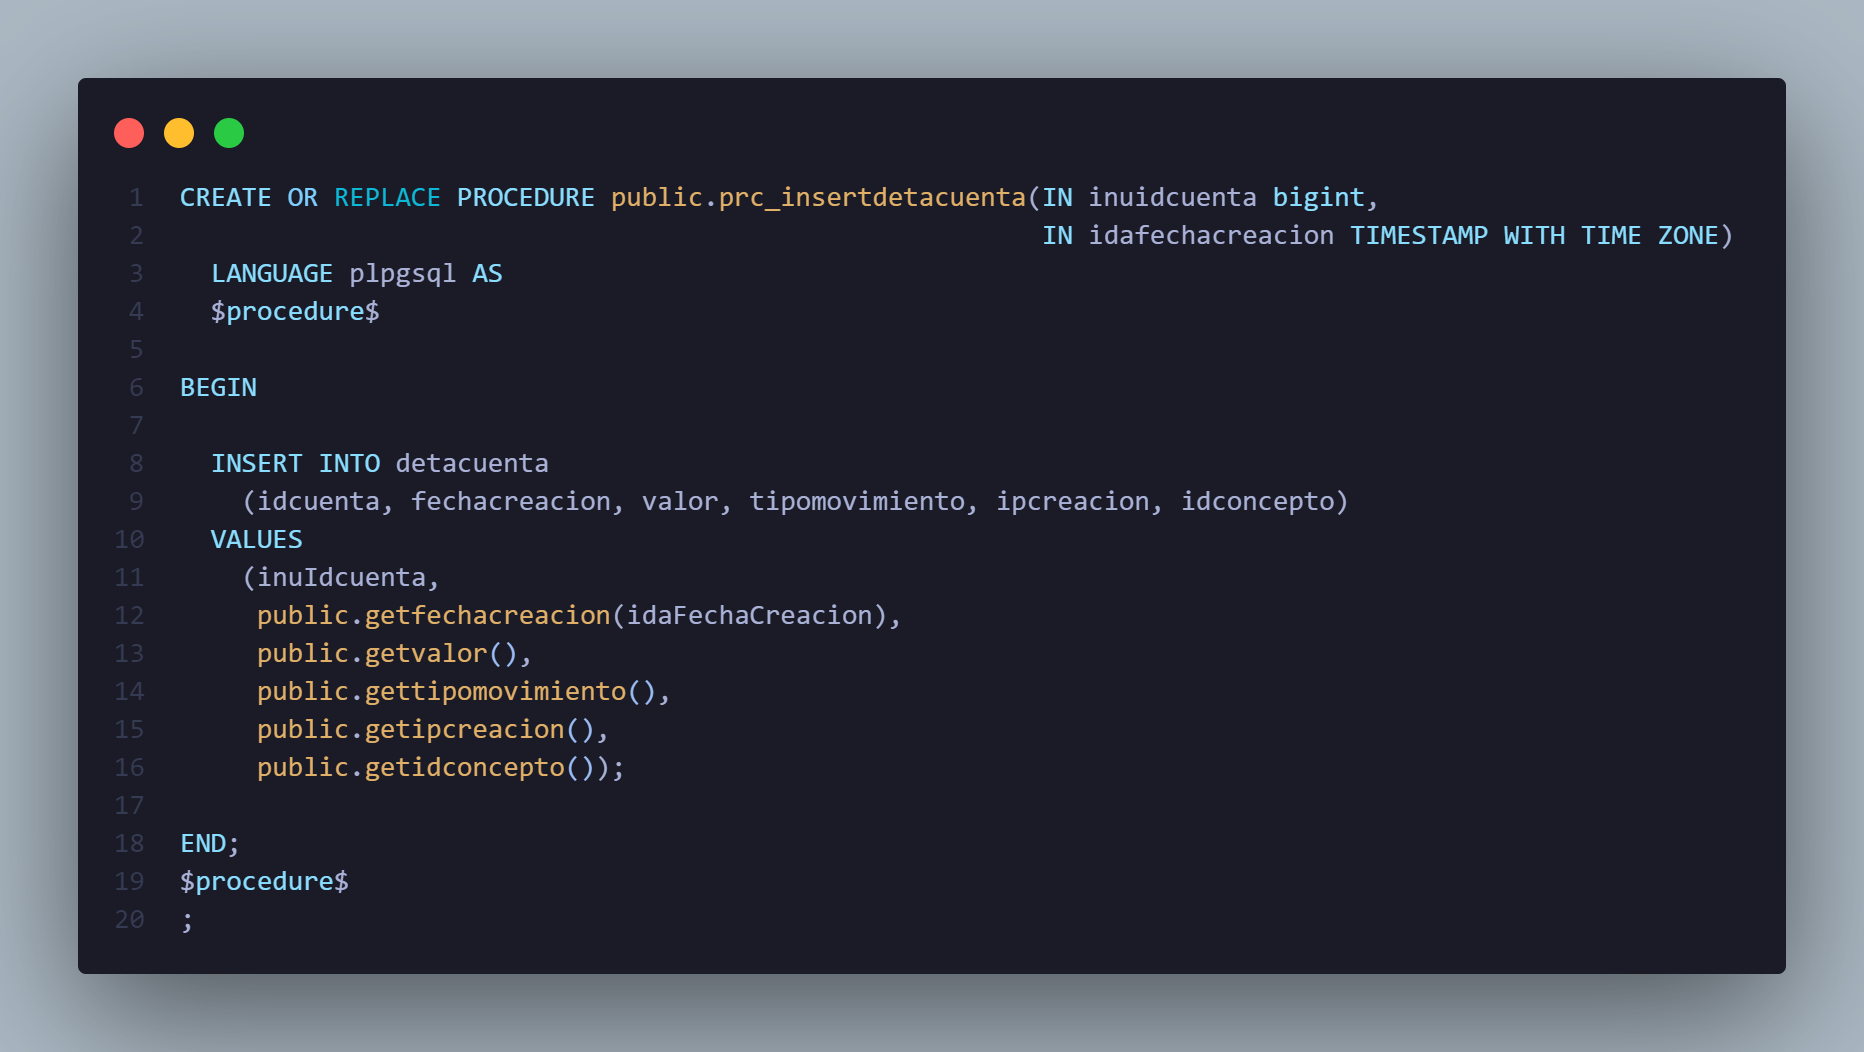 1 CREATE OR REPLACE PROCEDURE public.prc_insertdetacuenta(IN inuidcuenta bigint,
2 IN idafechacreacion TIMESTAMP WITH TIME ZONE)
3 LANGUAGE plpgsql AS
4 $procedure$
5
6 BEGIN
7
8 INSERT INTO detacuenta
9 (idcuenta, fechacreacion, valor, tipomovimiento, ipcreacion, idconcepto)
10 VALUES
11 (inuIdcuenta,
12 public.getfechacreacion(idaFechaCreacion),
13 public.getvalor(),
14 public.gettipomovimiento(),
15 public.getipcreacion(),
16 public.getidconcepto());
17
18 END;
19 $procedure$
20 ;